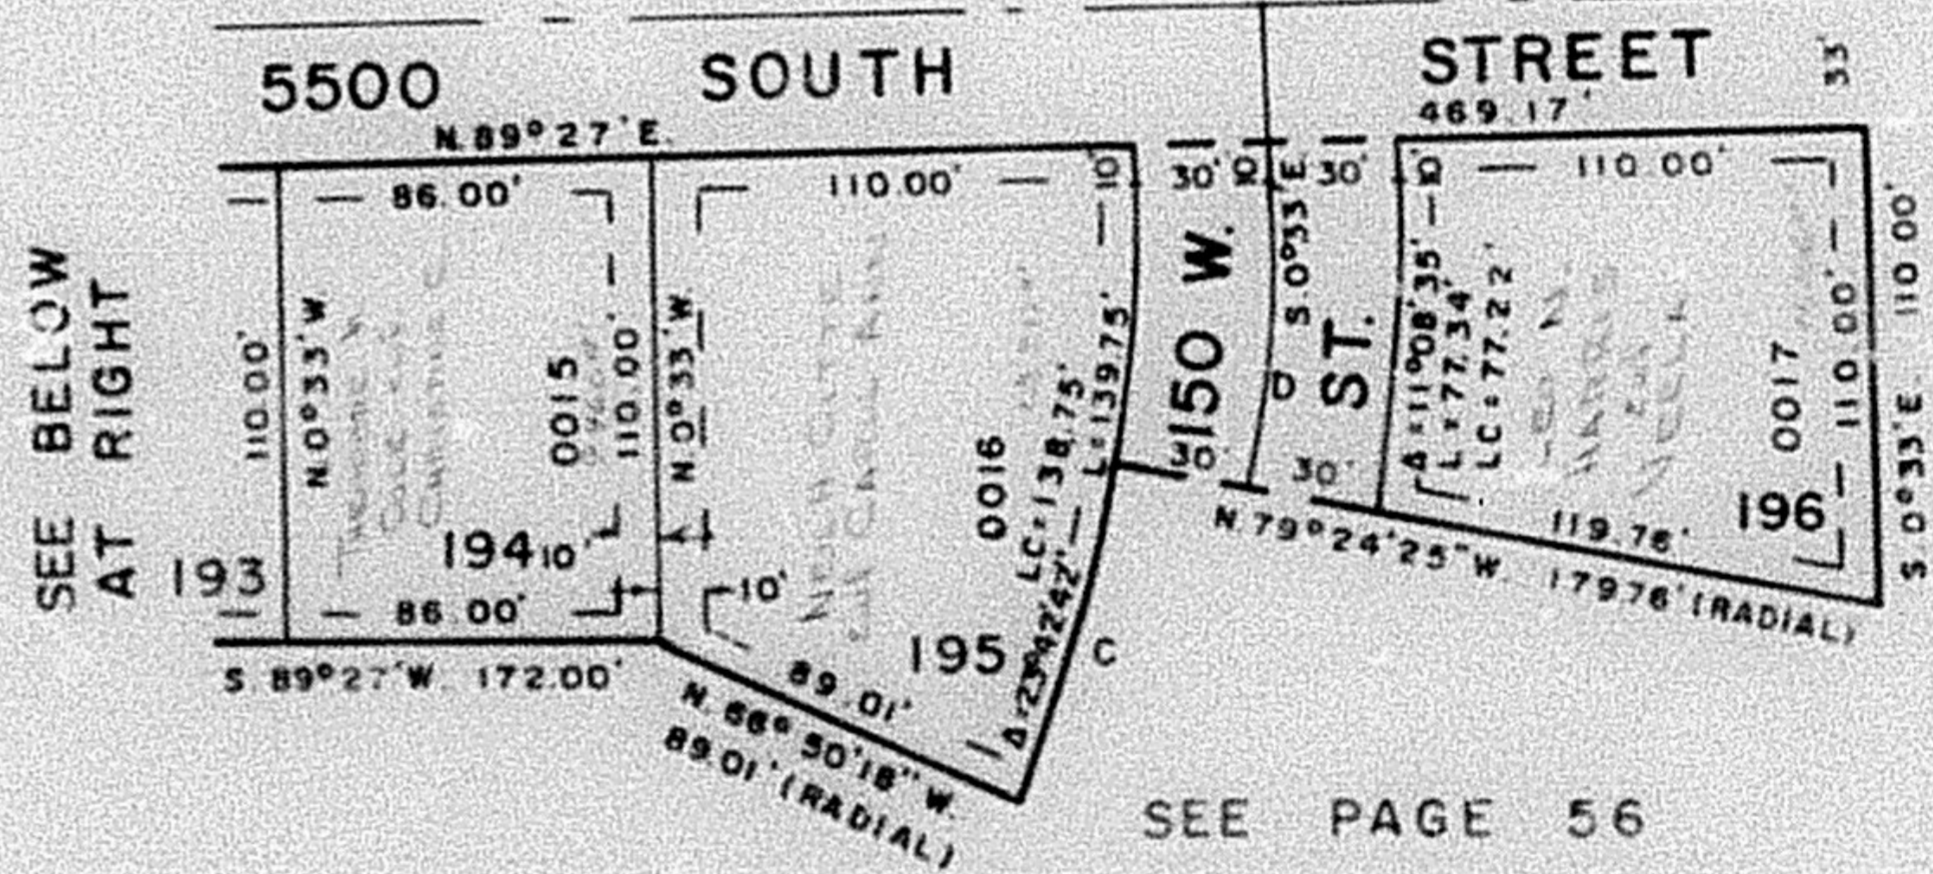 5500 SOUTH STREET
33'
469.17'
N. 89° 27' E.
86.00'
110.00'
10'
30'
10'
30'
10'
110.00'
SEE BELOW
AT RIGHT
110.00'
N. 0° 33' W.
0015
110.00'
N. 0° 33' W.
0016
LC = 138.75'
L = 139.75'
Δ = 23° 42' 42"
3150 W. ST.
S. 0° 33' E
D
30'
30'
Δ = 11° 08' 35"
L = 77.34'
LC = 77.22'
0017
110.00'
S. 0° 33' E. 110.00'
193
194
10'
86.00'
10'
195
C
196
119.76'
N. 79° 24' 25" W. 179.76' (RADIAL)
S. 89° 27' W. 172.00'
89.01'
N. 66° 50' 18" W.
89.01' (RADIAL)
SEE PAGE 56